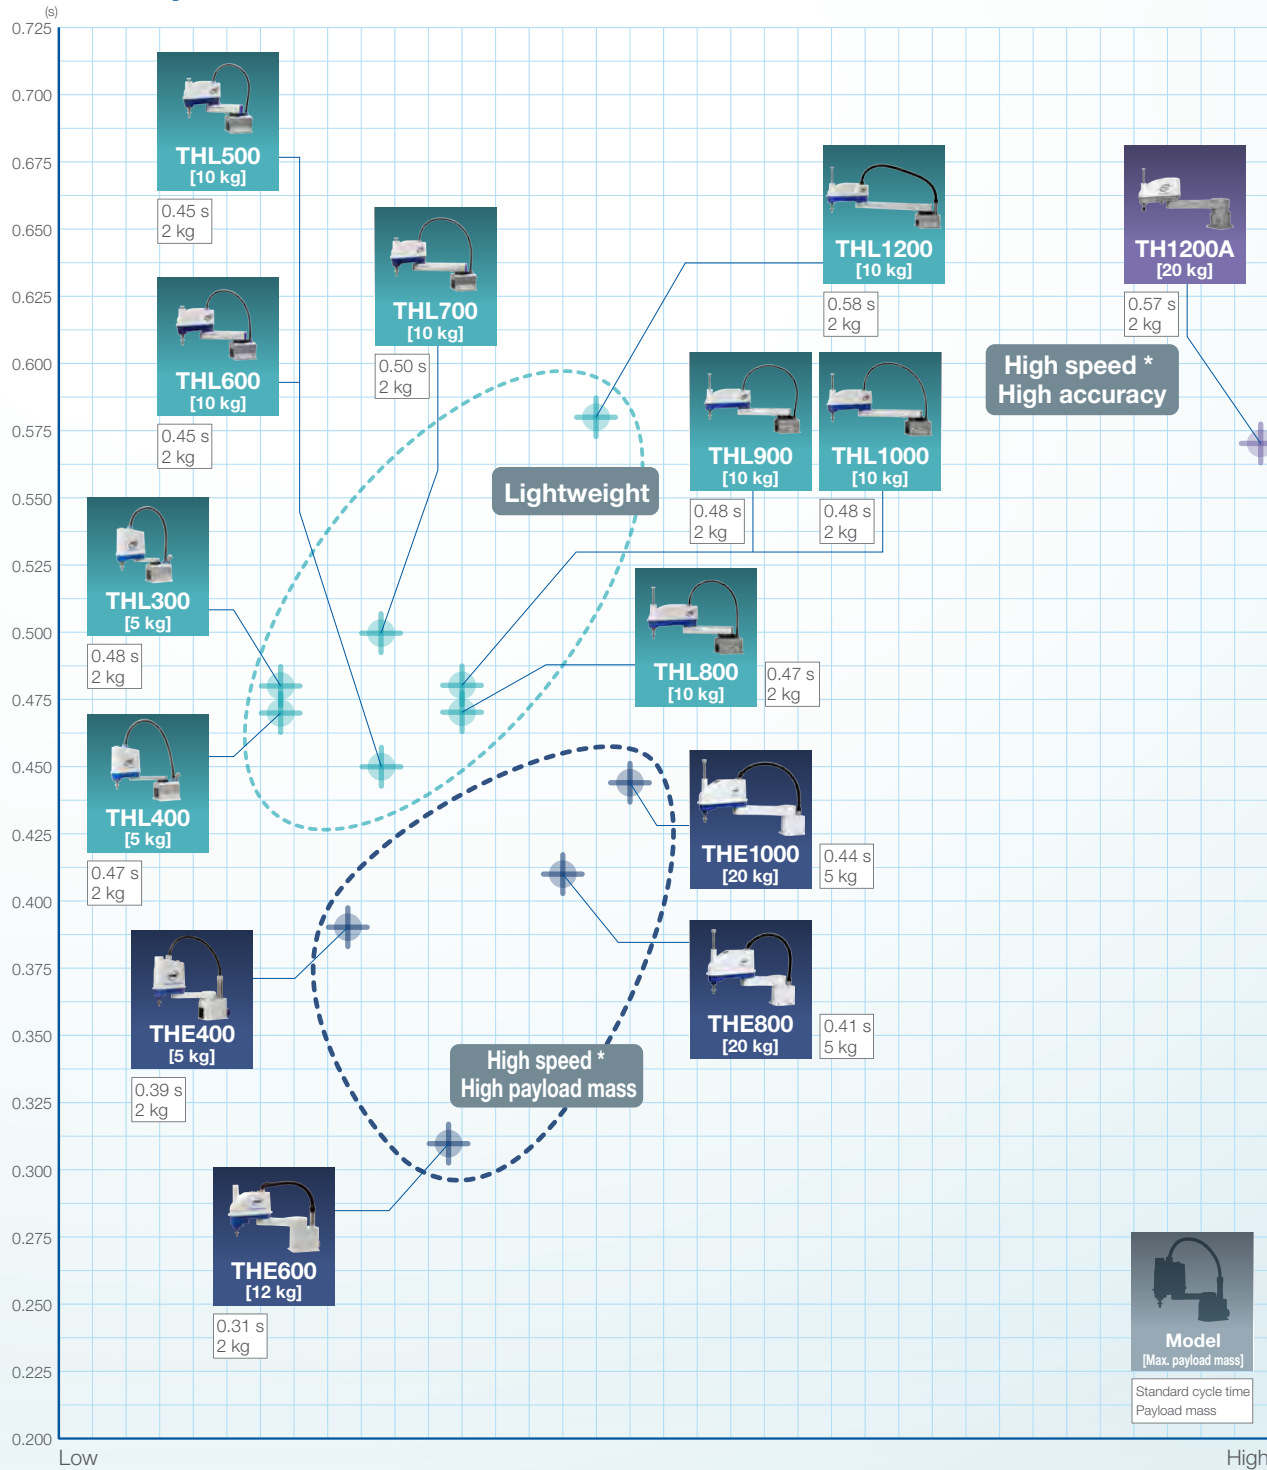 (s)
0.725
0.700
0.675
0.650
0.625
0.600
0.575
0.550
0.525
0.500
0.475
0.450
0.425
0.400
0.375
0.350
0.325
0.300
0.275
0.250
0.225
0.200
Low
High
THL500
[10 kg]
0.45 s
2 kg
THL600
[10 kg]
0.45 s
2 kg
THL700
[10 kg]
0.50 s
2 kg
THL1200
[10 kg]
0.58 s
2 kg
TH1200A
[20 kg]
0.57 s
2 kg
High speed *
High accuracy
THL900
[10 kg]
0.48 s
2 kg
THL1000
[10 kg]
0.48 s
2 kg
Lightweight
THL300
[5 kg]
0.48 s
2 kg
THL800
[10 kg]
0.47 s
2 kg
THL400
[5 kg]
0.47 s
2 kg
THE1000
[20 kg]
0.44 s
5 kg
THE800
[20 kg]
0.41 s
5 kg
THE400
[5 kg]
0.39 s
2 kg
High speed *
High payload mass
THE600
[12 kg]
0.31 s
2 kg
Model
[Max. payload mass]
Standard cycle time
Payload mass